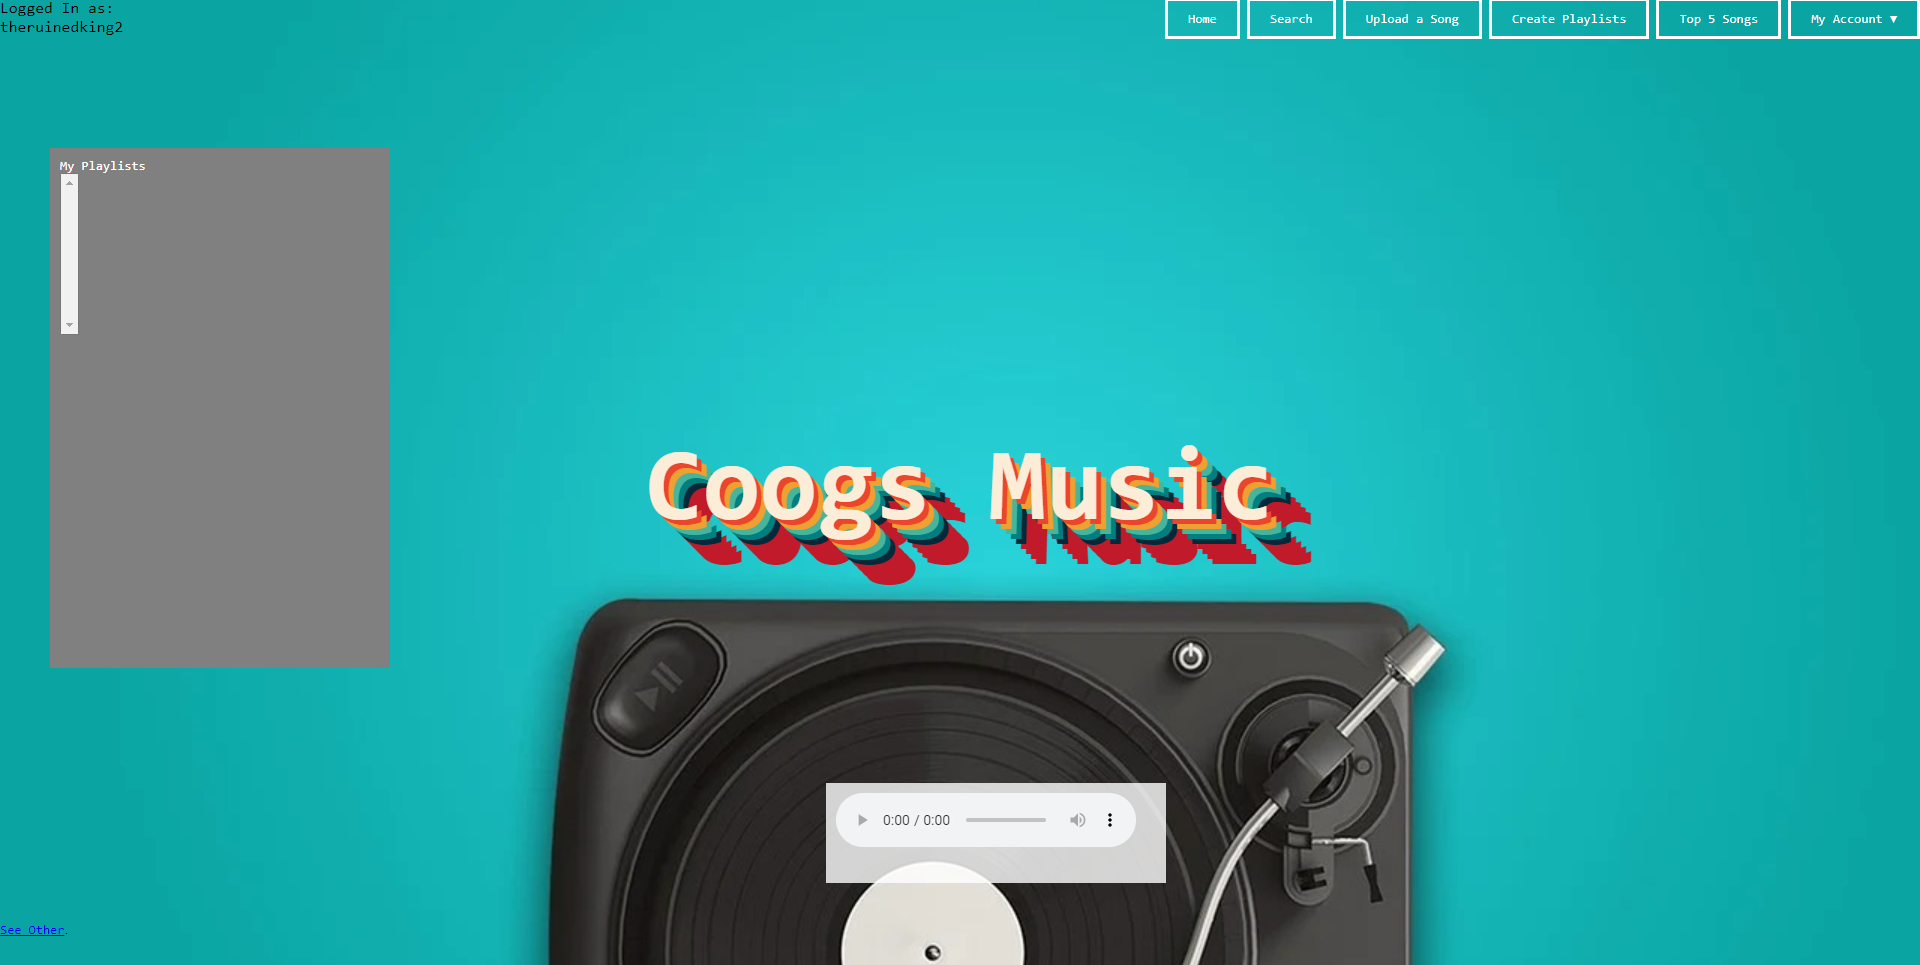 Logged In as:
theruinedking2
Home
Search
Upload a Song
Create Playlists
Top 5 Songs
My Account ▼
My Playlists
Coogs Music
0:00 / 0:00
See Other.